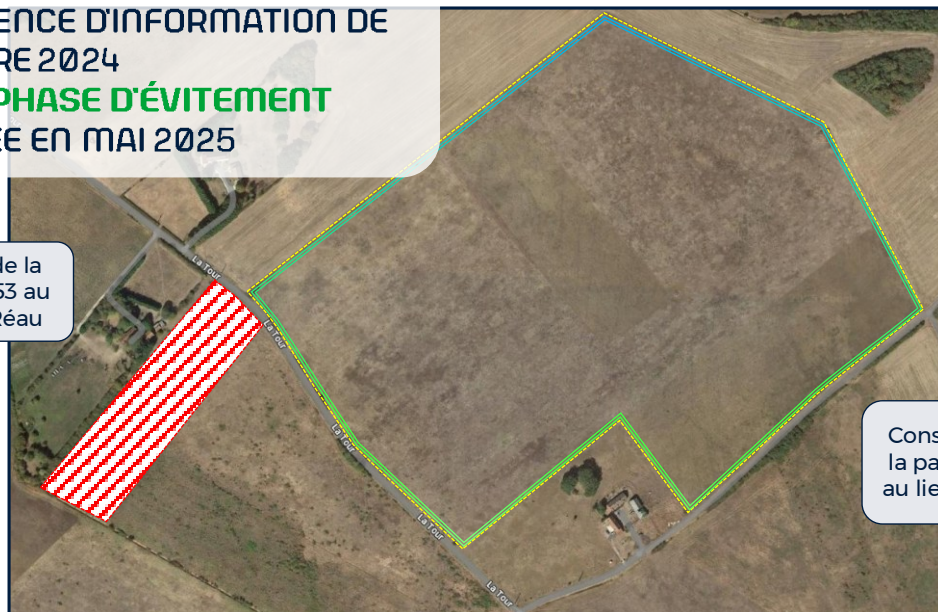 ENCE D'INFORMATION DE
RE 2024
PHASE D'ÉVITEMENT
ÉE EN MAI 2025
de la
53 au
Réau
La Tour
La Tour
La Tour
La Tour
La Tour
Cons
la pa
au lie